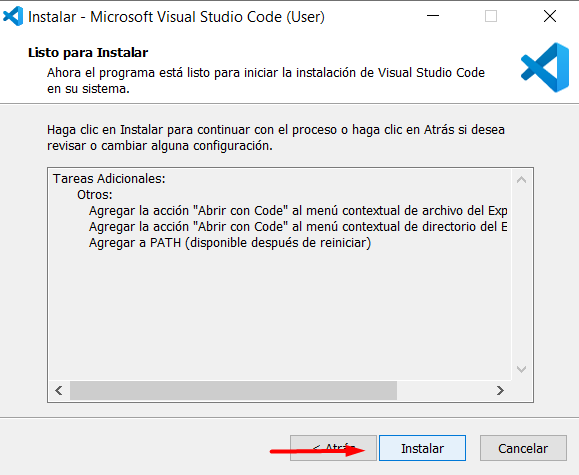 Instalar - Microsoft Visual Studio Code (User)
Listo para Instalar
Ahora el programa está listo para iniciar la instalación de Visual Studio Code
en su sistema.
Haga clic en Instalar para continuar con el proceso o haga clic en Atrás si desea
revisar o cambiar alguna configuración.
Tareas Adicionales:
Otros:
Agregar la acción "Abrir con Code" al menú contextual de archivo del Exp
Agregar la acción "Abrir con Code" al menú contextual de directorio del E
Agregar a PATH (disponible después de reiniciar)
< Atrás Instalar Cancelar